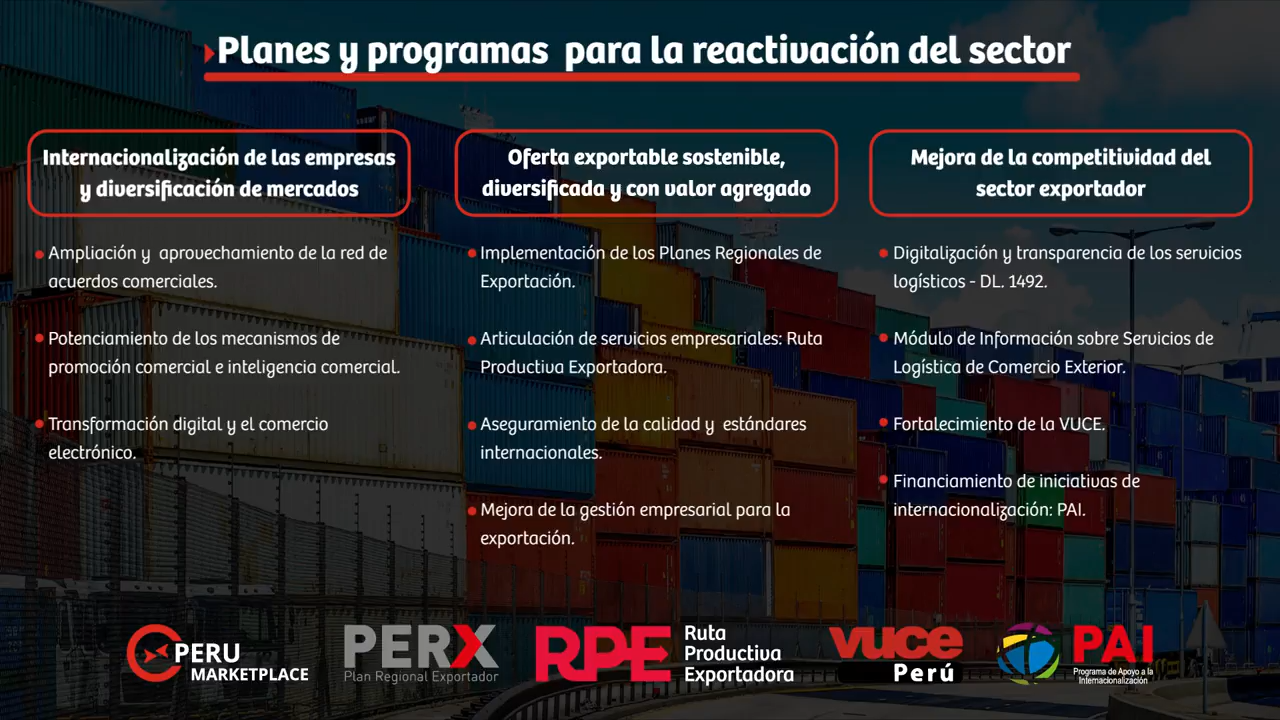 Planes y programas para la reactivación del sector
Internacionalización de las empresas
y diversificación de mercados
Ampliación y aprovechamiento de la red de
acuerdos comerciales.
Potenciamiento de los mecanismos de
promoción comercial e inteligencia comercial.
Transformación digital y el comercio
electrónico.
Oferta exportable sostenible,
diversificada y con valor agregado
Implementación de los Planes Regionales de
Exportación.
Articulación de servicios empresariales: Ruta
Productiva Exportadora.
Aseguramiento de la calidad y estándares
internacionales.
Mejora de la gestión empresarial para la
exportación.
Mejora de la competitividad del
sector exportador
Digitalización y transparencia de los servicios
logísticos - DL. 1492.
Módulo de Información sobre Servicios de
Logística de Comercio Exterior.
Fortalecimiento de la VUCE.
Financiamiento de iniciativas de
internacionalización: PAI.
PERU
MARKETPLACE
PERX
Plan Regional Exportador
RPE
Ruta
Productiva
Exportadora
vuce
Perú
PAI
Programa de Apoyo a la
Internacionalización